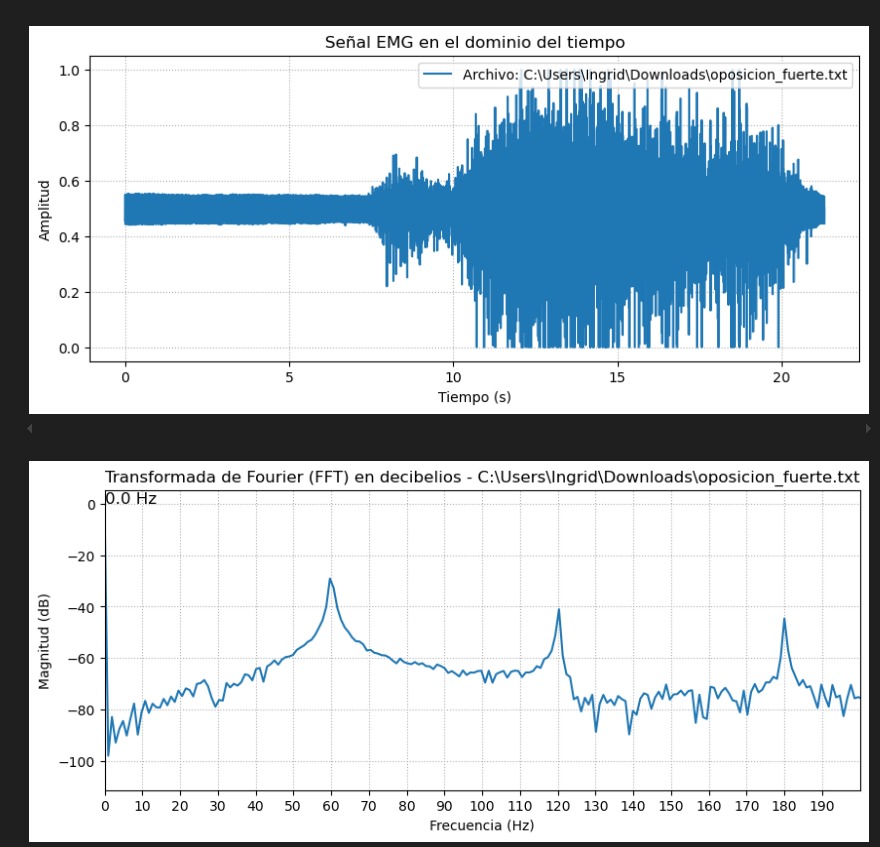 Señal EMG en el dominio del tiempo
Archivo: C:\Users\Ingrid\Downloads\oposicion_fuerte.txt
1.0
0.8
0.6
0.4
0.2
0.0
Amplitud
0 5 10 15 20
Tiempo (s)
Transformada de Fourier (FFT) en decibelios - C:\Users\Ingrid\Downloads\oposicion_fuerte.txt
0.0 Hz
0
−20
−40
−60
−80
−100
Magnitud (dB)
0 10 20 30 40 50 60 70 80 90 100 110 120 130 140 150 160 170 180 190
Frecuencia (Hz)